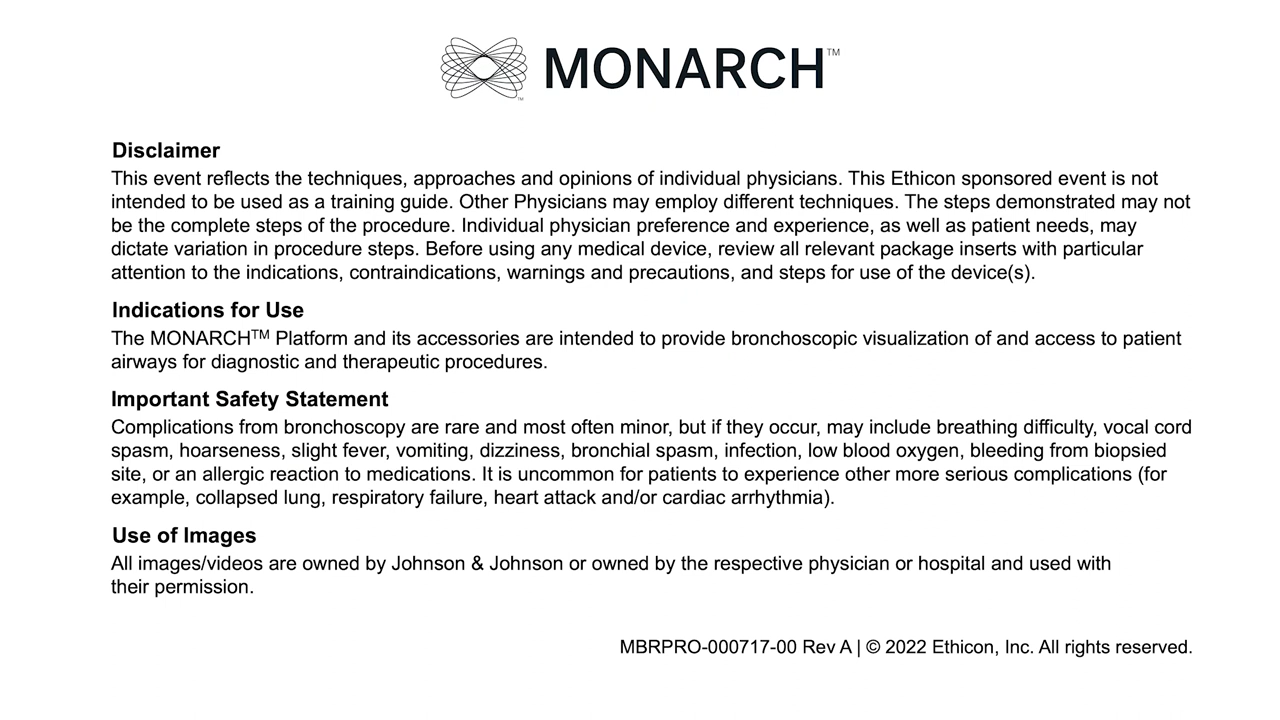 MONARCH™
Disclaimer
This event reflects the techniques, approaches and opinions of individual physicians. This Ethicon sponsored event is not
intended to be used as a training guide. Other Physicians may employ different techniques. The steps demonstrated may not
be the complete steps of the procedure. Individual physician preference and experience, as well as patient needs, may
dictate variation in procedure steps. Before using any medical device, review all relevant package inserts with particular
attention to the indications, contraindications, warnings and precautions, and steps for use of the device(s).
Indications for Use
The MONARCH™ Platform and its accessories are intended to provide bronchoscopic visualization of and access to patient
airways for diagnostic and therapeutic procedures.
Important Safety Statement
Complications from bronchoscopy are rare and most often minor, but if they occur, may include breathing difficulty, vocal cord
spasm, hoarseness, slight fever, vomiting, dizziness, bronchial spasm, infection, low blood oxygen, bleeding from biopsied
site, or an allergic reaction to medications. It is uncommon for patients to experience other more serious complications (for
example, collapsed lung, respiratory failure, heart attack and/or cardiac arrhythmia).
Use of Images
All images/videos are owned by Johnson & Johnson or owned by the respective physician or hospital and used with
their permission.
MBRPRO-000717-00 Rev A | © 2022 Ethicon, Inc. All rights reserved.